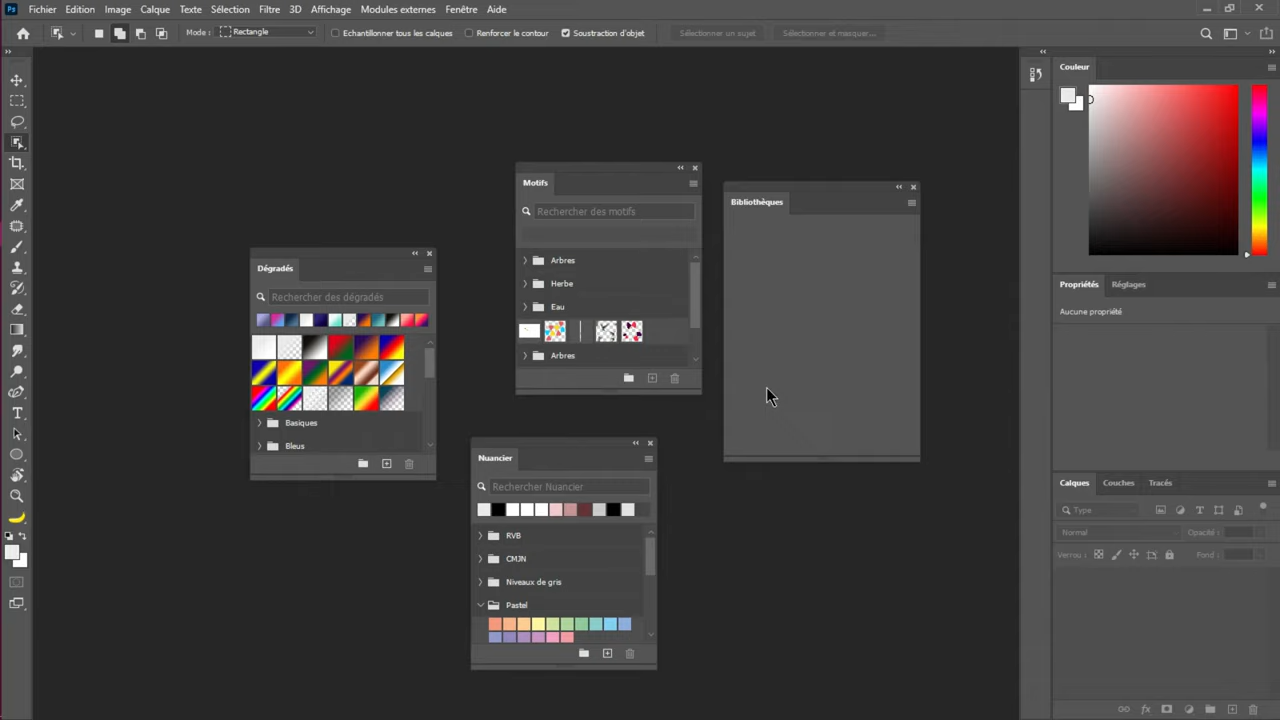 Ps Fichier Edition Image Calque Texte Sélection Filtre 3D Affichage Modules externes Fenêtre Aide
Mode : Rectangle Echantillonner tous les calques Renforcer le contour Soustraction d'objet Sélectionner un sujet Sélectionner et masquer...
Couleur
Motifs
Rechercher des motifs
Arbres
Herbe
Eau
Arbres
Bibliothèques
Dégradés
Rechercher des dégradés
Basiques
Bleus
Nuancier
Rechercher Nuancier
RVB
CMJN
Niveaux de gris
Pastel
Propriétés Réglages
Aucune propriété
Calques Couches Tracés
Type
Normal Opacité :
Verrou : Fond :